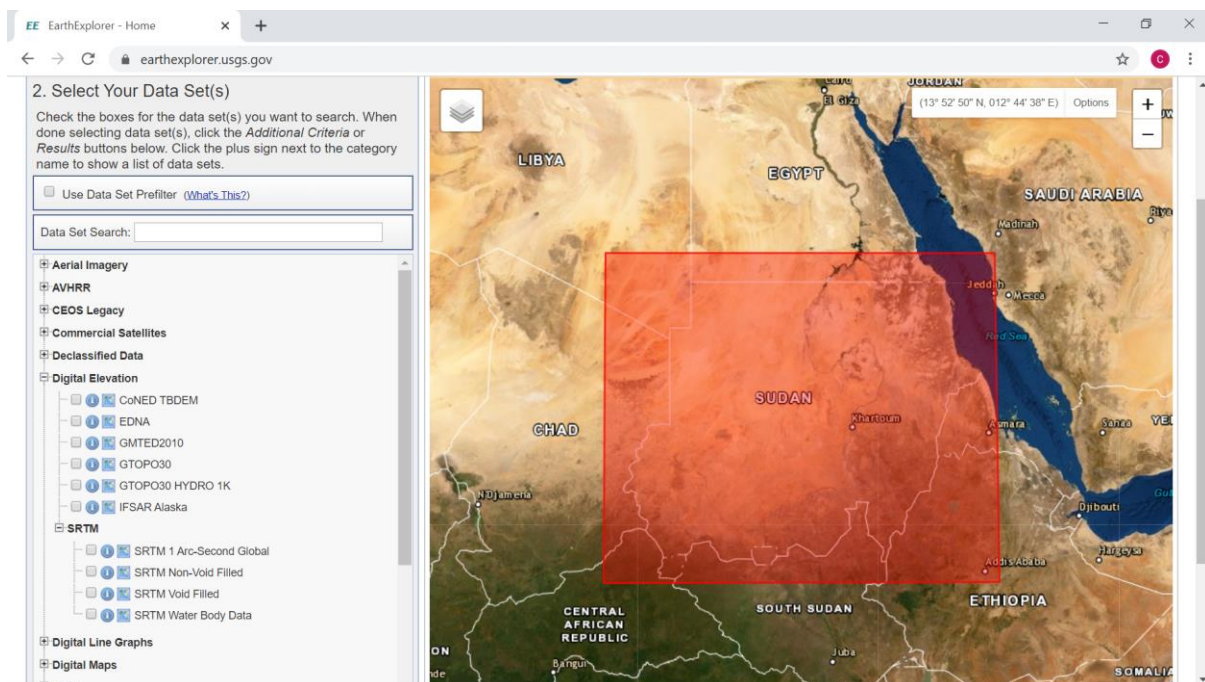 EE EarthExplorer - Home
earthexplorer.usgs.gov
C
2. Select Your Data Set(s)
Check the boxes for the data set(s) you want to search. When
done selecting data set(s), click the Additional Criteria or
Results buttons below. Click the plus sign next to the category
name to show a list of data sets.
Use Data Set Prefilter (What's This?)
Data Set Search:
Aerial Imagery
AVHRR
CEOS Legacy
Commercial Satellites
Declassified Data
Digital Elevation
CoNED TBDEM
EDNA
GMTED2010
GTOPO30
GTOPO30 HYDRO 1K
IFSAR Alaska
SRTM
SRTM 1 Arc-Second Global
SRTM Non-Void Filled
SRTM Void Filled
SRTM Water Body Data
Digital Line Graphs
Digital Maps
Cairo
JORDAN
El Giza
(13° 52' 50" N, 012° 44' 38" E) Options
LIBYA
EGYPT
SAUDI ARABIA
Madinah
Jeddah
Mecca
Red Sea
SUDAN
CHAD
Khartoum
Asmara
Sanaa
N'Djamena
Djibouti
Hargeysa
Addis Ababa
ETHIOPIA
CENTRAL
AFRICAN
REPUBLIC
SOUTH SUDAN
Juba
Bangui
SOMALIA